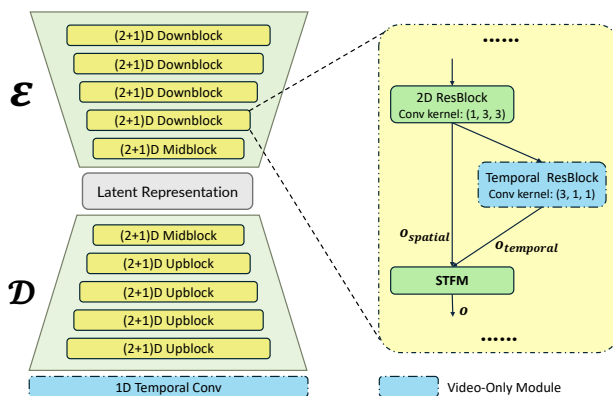 ℰ
(2+1)D Downblock
(2+1)D Downblock
(2+1)D Downblock
(2+1)D Downblock
(2+1)D Midblock
Latent Representation
𝒟
(2+1)D Midblock
(2+1)D Upblock
(2+1)D Upblock
(2+1)D Upblock
(2+1)D Upblock
1D Temporal Conv
......
2D ResBlock
Conv kernel: (1, 3, 3)
Temporal ResBlock
Conv kernel: (3, 1, 1)
o_spatial
o_temporal
STFM
o
......
Video-Only Module